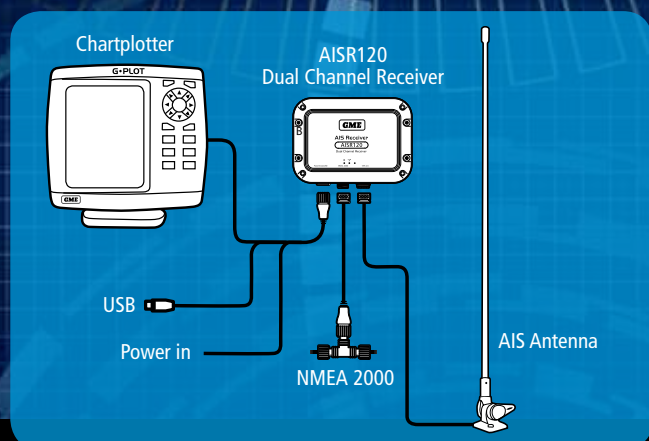 Chartplotter
G•PLOT
GME
AISR120
Dual Channel Receiver
GME
AIS Receiver
AISR120
Dual Channel Receiver
USB
Power in
NMEA 2000
AIS Antenna